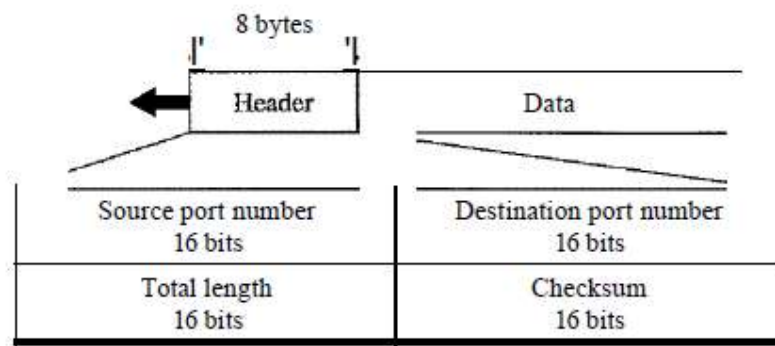 8 bytes
Header
Data
Source port number
16 bits
Destination port number
16 bits
Total length
16 bits
Checksum
16 bits